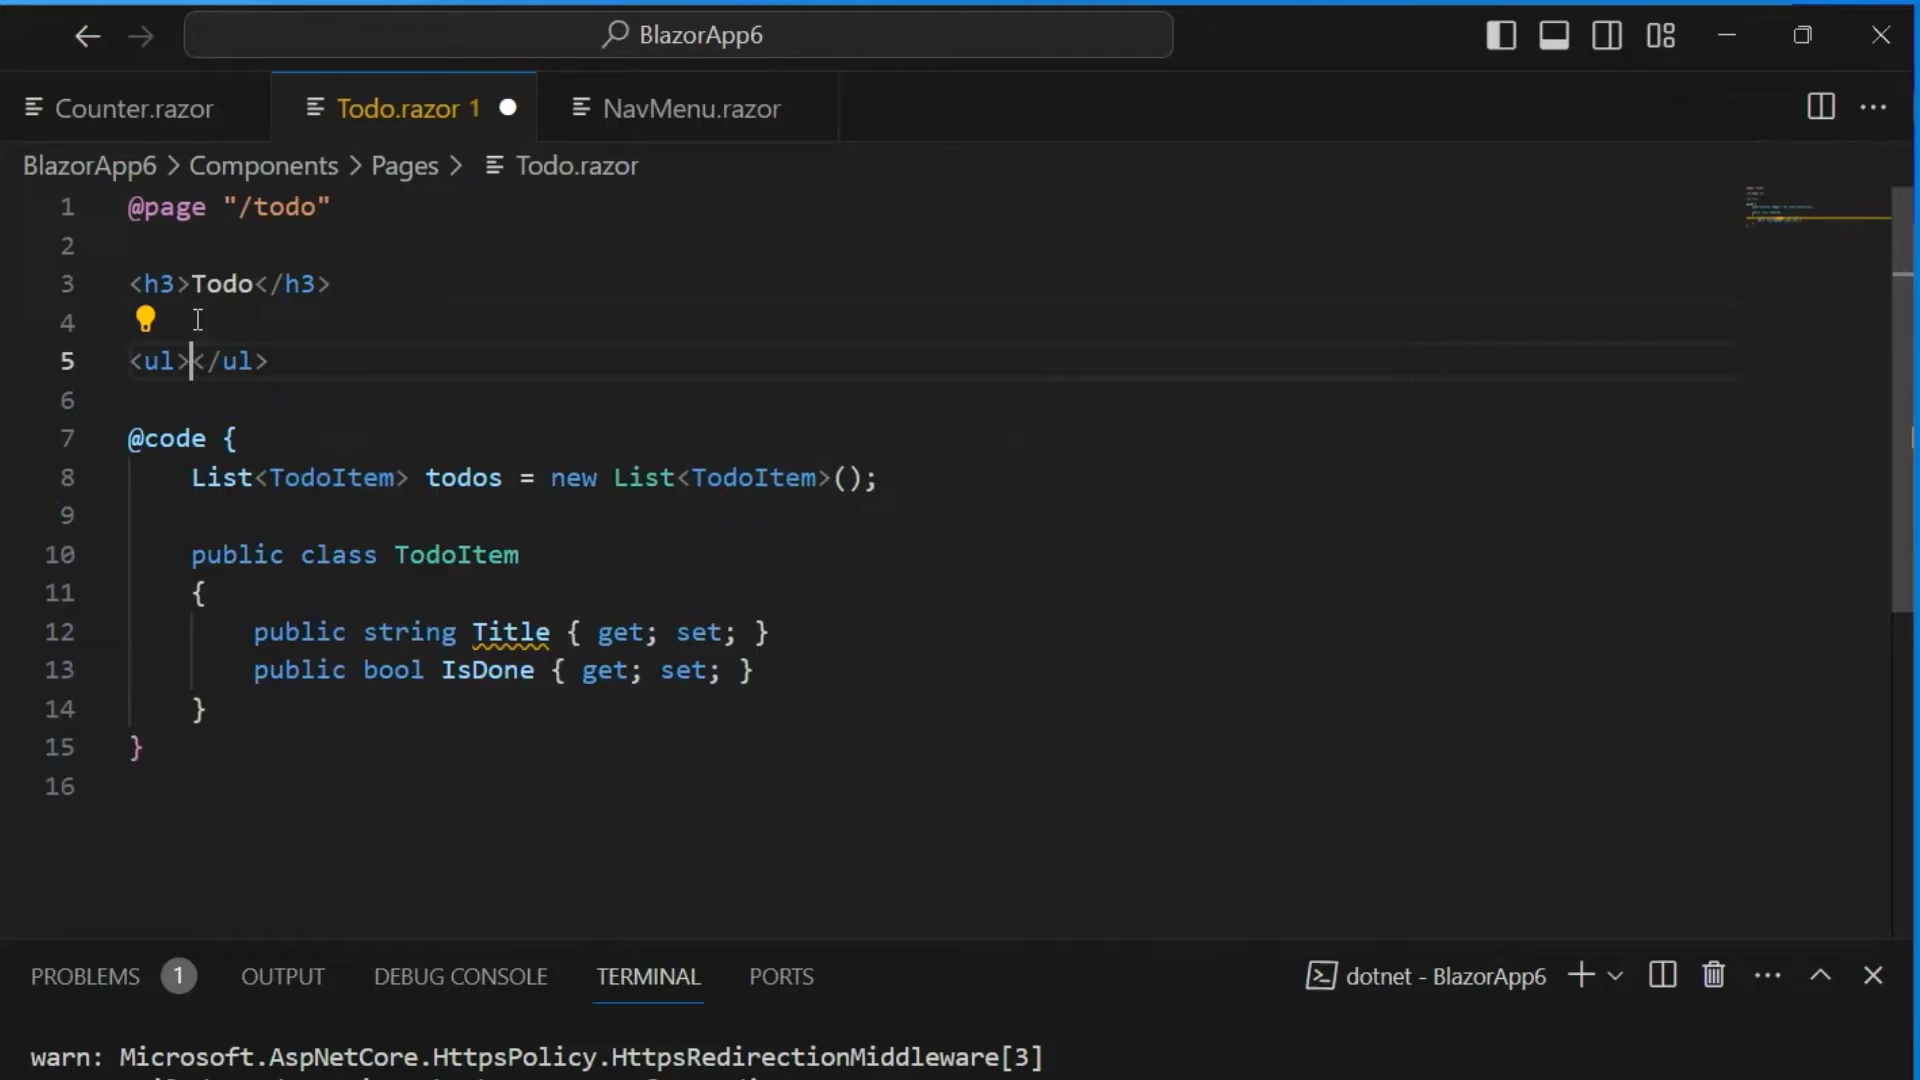 BlazorApp6
Counter.razor
Todo.razor 1
NavMenu.razor
BlazorApp6 > Components > Pages > Todo.razor
1 @page "/todo"
2
3 <h3>Todo</h3>
4
5 <ul></ul>
6
7 @code {
8 List<TodoItem> todos = new List<TodoItem>();
9
10 public class TodoItem
11 {
12 public string Title { get; set; }
13 public bool IsDone { get; set; }
14 }
15 }
16
PROBLEMS 1 OUTPUT DEBUG CONSOLE TERMINAL PORTS dotnet - BlazorApp6
warn: Microsoft.AspNetCore.HttpsPolicy.HttpsRedirectionMiddleware[3]